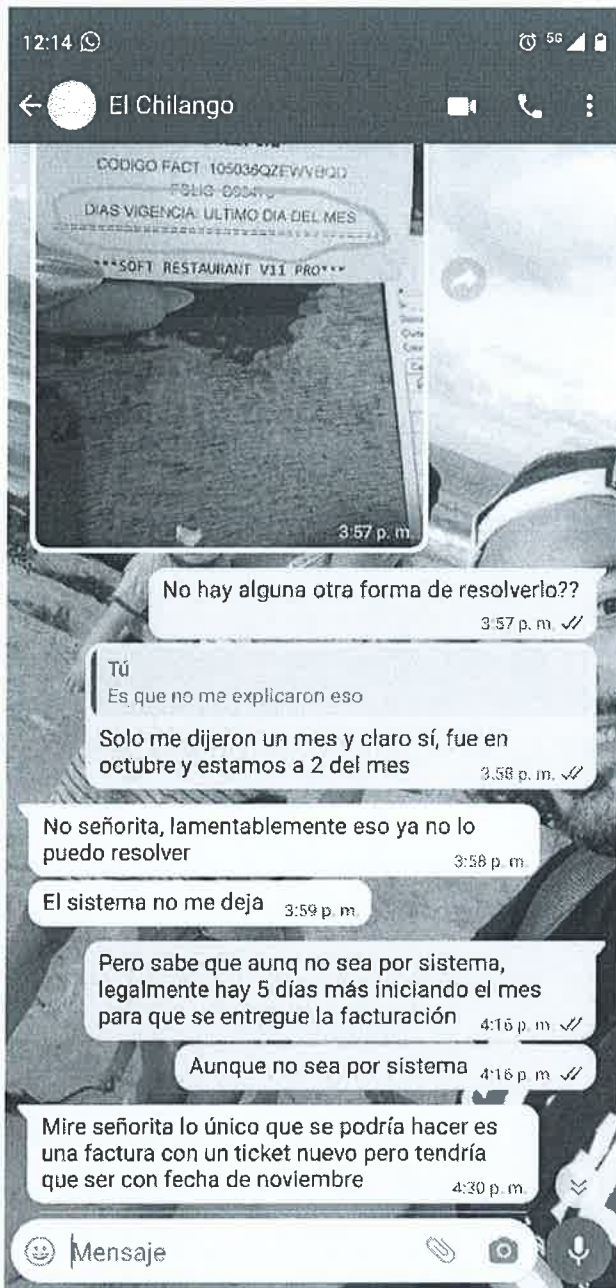 12:14
5G
El Chilango
CODIGO FACT 105036QZEWVBQD
DIAS VIGENCIA: ULTIMO DIA DEL MES
***SOFT RESTAURANT V11 PRO***
3:57 p. m.
No hay alguna otra forma de resolverlo??
3:57 p. m.
Tú
Es que no me explicaron eso
Solo me dijeron un mes y claro sí, fue en
octubre y estamos a 2 del mes
3:58 p. m.
No señorita, lamentablemente eso ya no lo
puedo resolver
3:58 p. m.
El sistema no me deja
3:59 p. m.
Pero sabe que aunq no sea por sistema,
legalmente hay 5 días más iniciando el mes
para que se entregue la facturación
4:16 p. m.
Aunque no sea por sistema
4:16 p. m.
Mire señorita lo único que se podría hacer es
una factura con un ticket nuevo pero tendría
que ser con fecha de noviembre
4:30 p. m.
Mensaje